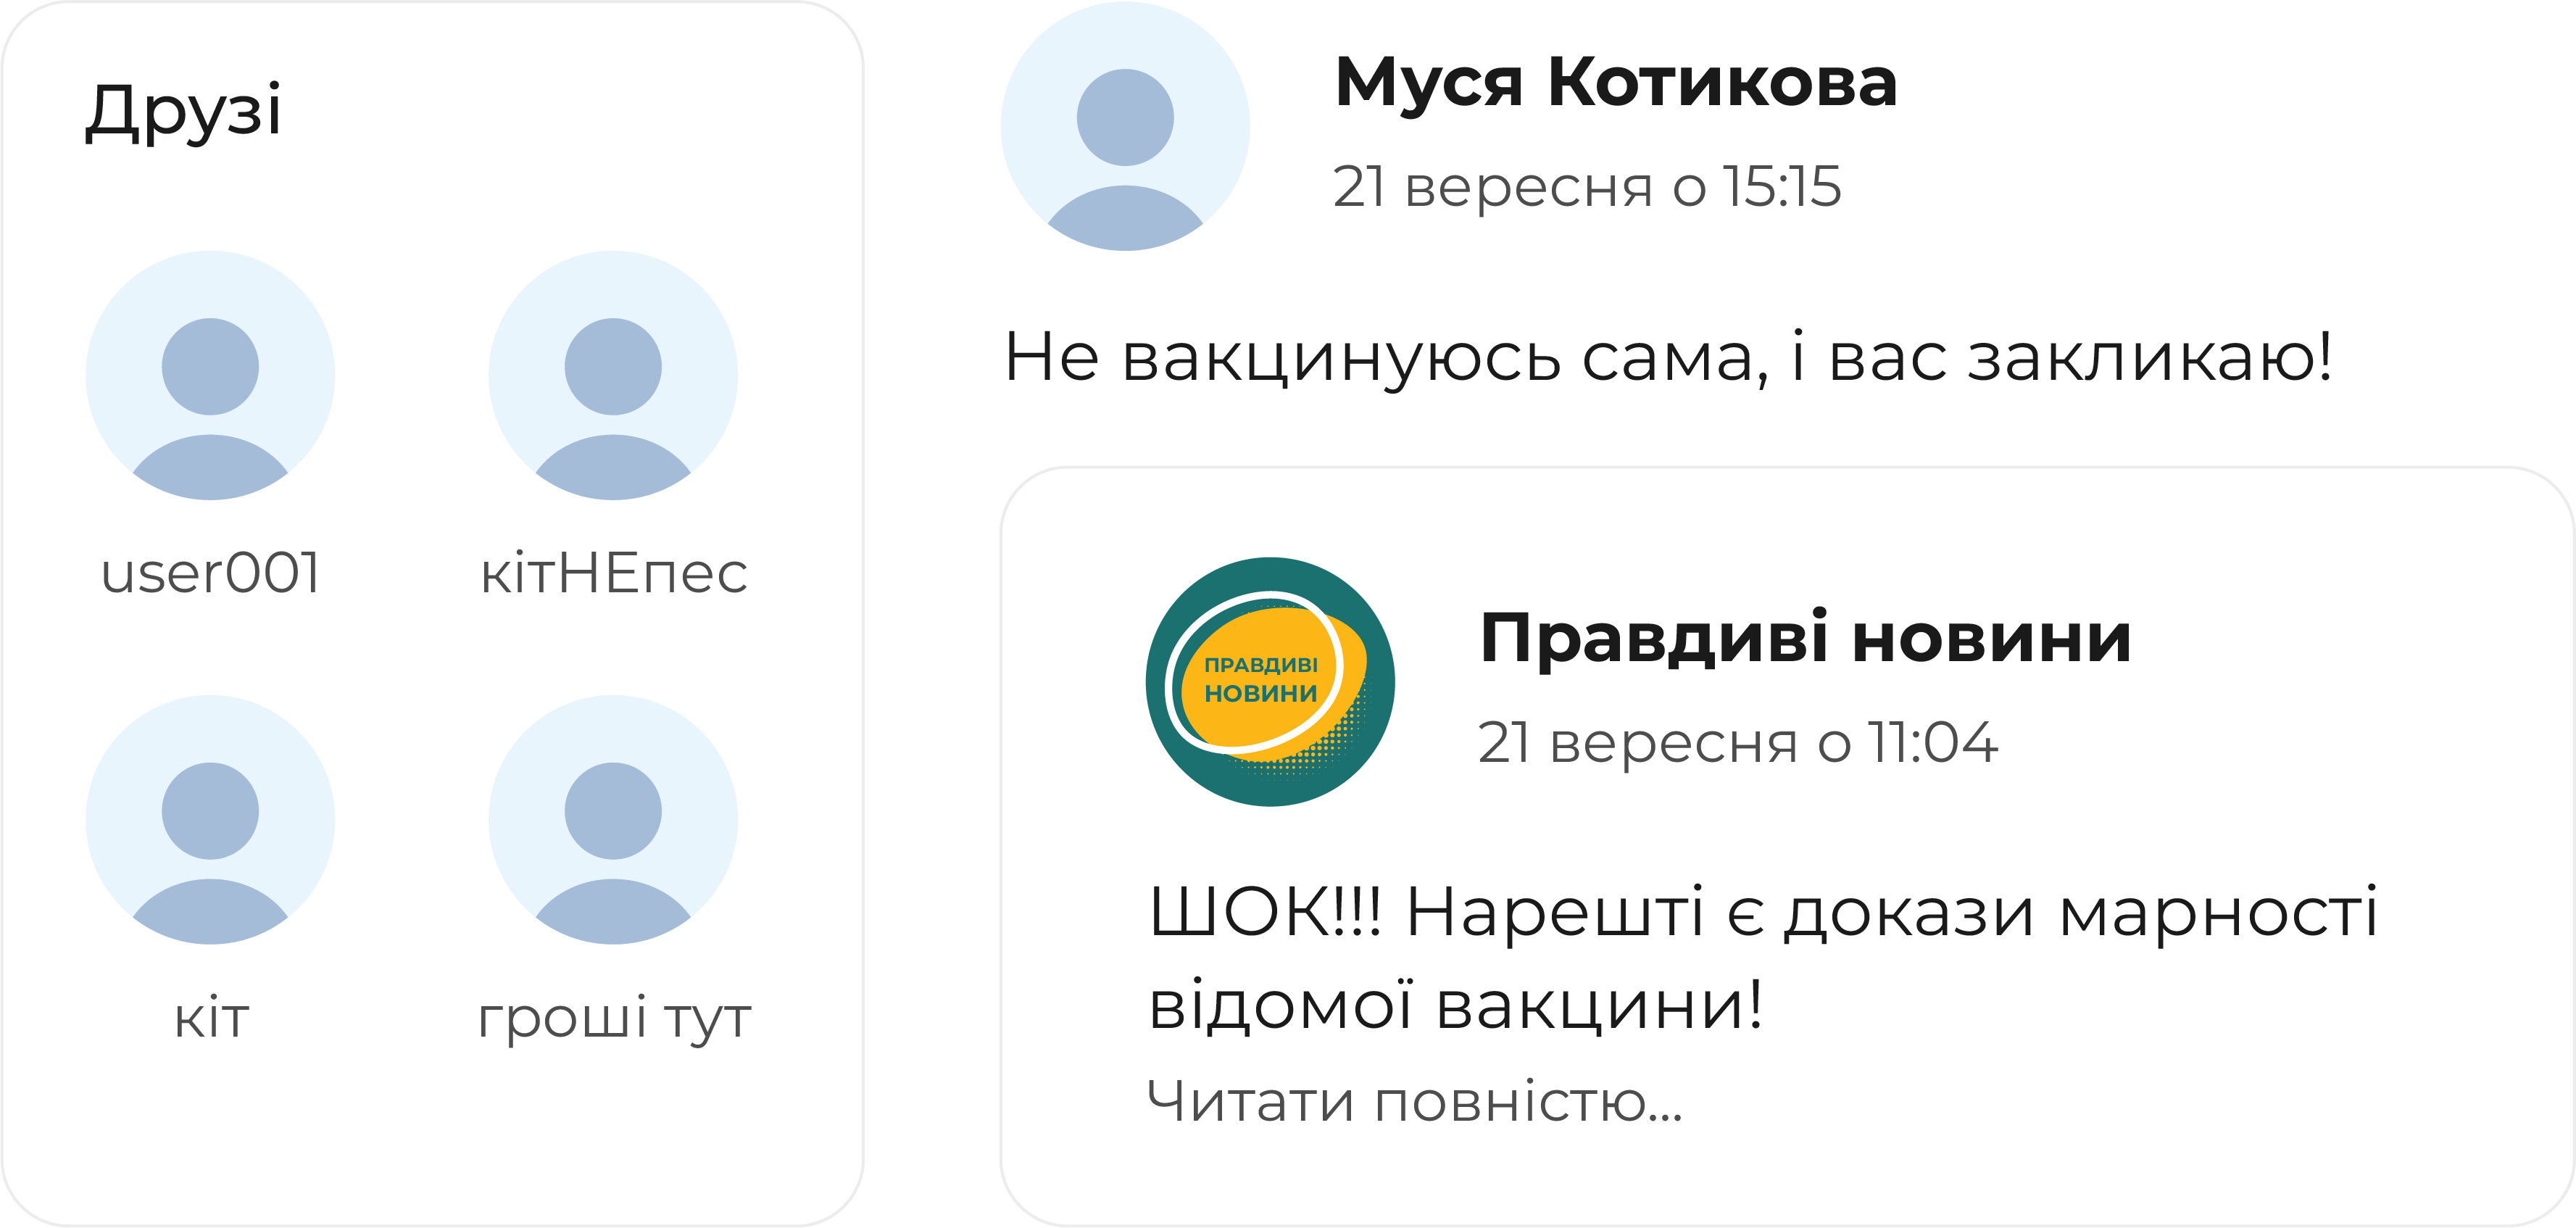 Друзі
user001
кітНЕпес
кіт
гроші тут
Муся Котикова
21 вересня о 15:15
Не вакцинуюсь сама, і вас закликаю!
ПРАВДИВІ
НОВИНИ
Правдиві новини
21 вересня о 11:04
ШОК!!! Нарешті є докази марності
відомої вакцини!
Читати повністю...